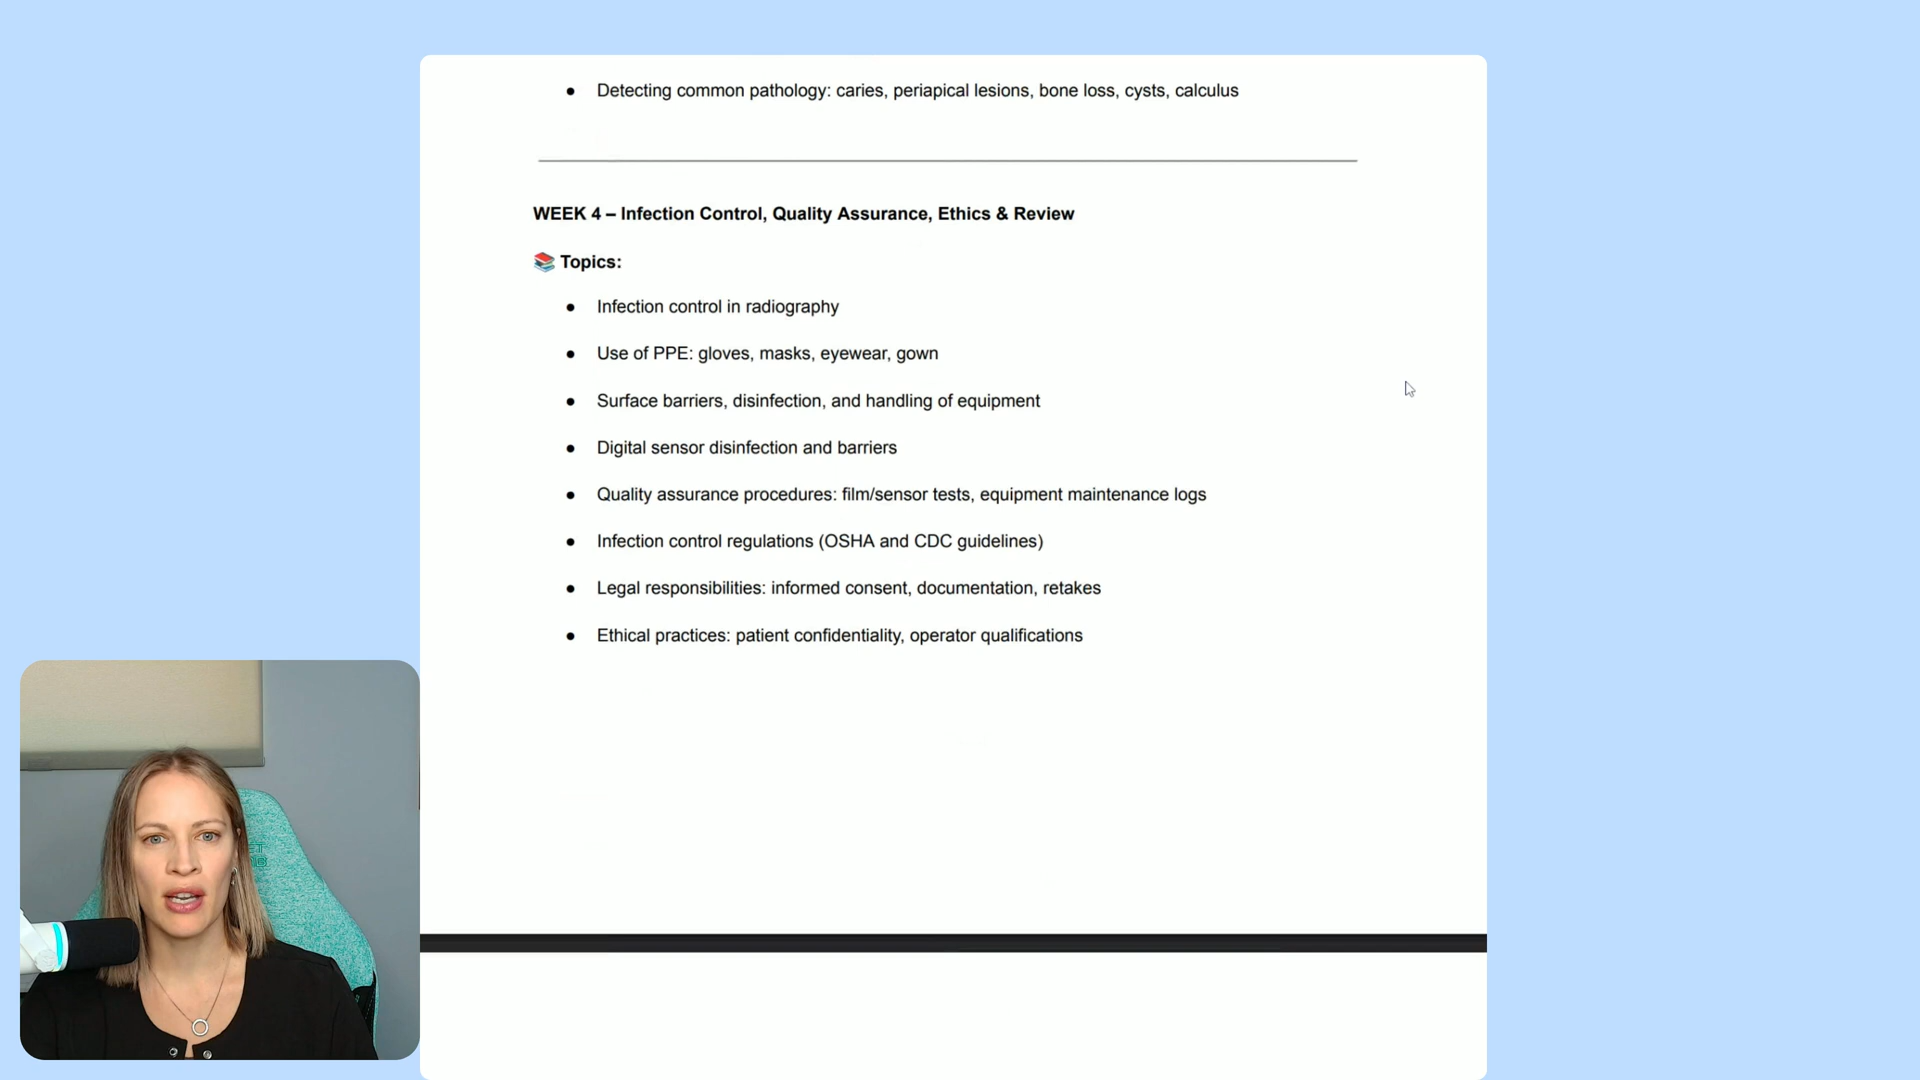 ● Detecting common pathology: caries, periapical lesions, bone loss, cysts, calculus
WEEK 4 – Infection Control, Quality Assurance, Ethics & Review
📚 Topics:
● Infection control in radiography
● Use of PPE: gloves, masks, eyewear, gown
● Surface barriers, disinfection, and handling of equipment
● Digital sensor disinfection and barriers
● Quality assurance procedures: film/sensor tests, equipment maintenance logs
● Infection control regulations (OSHA and CDC guidelines)
● Legal responsibilities: informed consent, documentation, retakes
● Ethical practices: patient confidentiality, operator qualifications